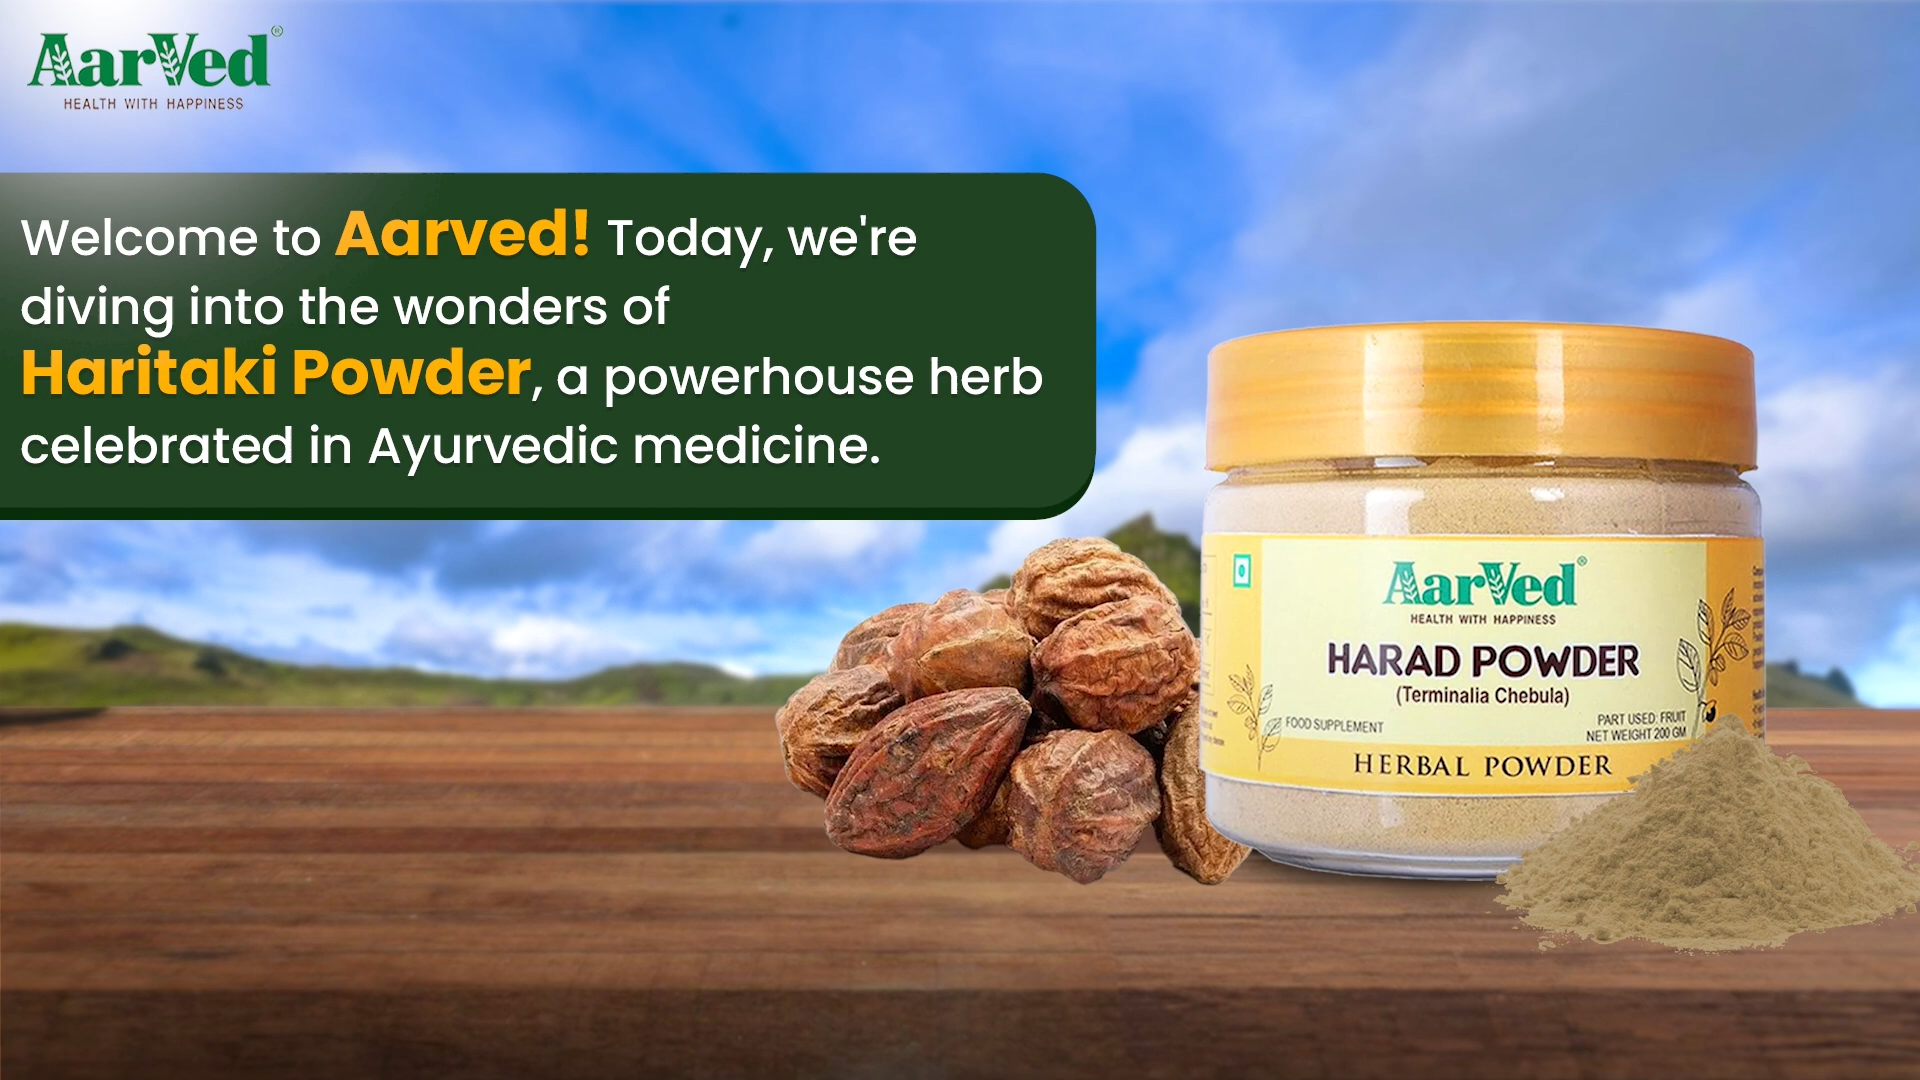 AarVed®
HEALTH WITH HAPPINESS
Welcome to Aarved! Today, we're
diving into the wonders of
Haritaki Powder, a powerhouse herb
celebrated in Ayurvedic medicine.
AarVed®
HEALTH WITH HAPPINESS
HARAD POWDER
(Terminalia Chebula)
FOOD SUPPLEMENT
PART USED: FRUIT
NET WEIGHT 200 GM
HERBAL POWDER